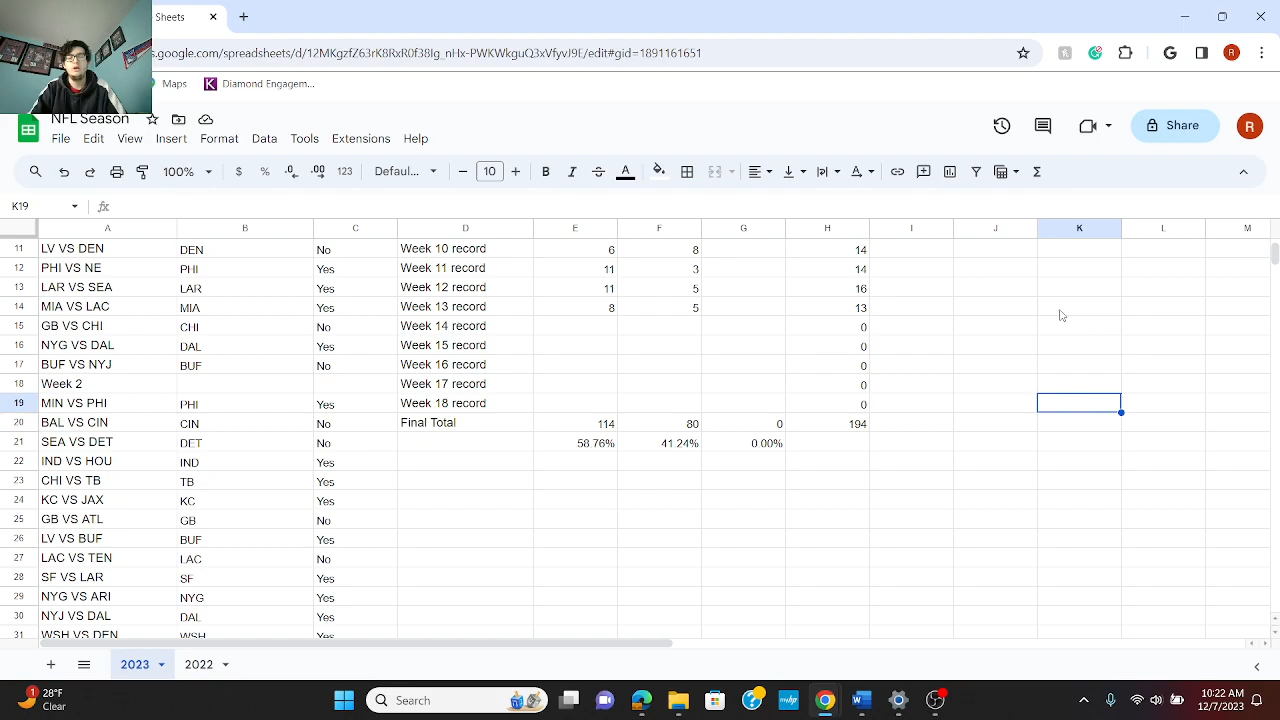 Sheets
.google.com/spreadsheets/d/12MKgzfZ63rK8RxR0f38Ig_nHx-PWKWkguQ3xVfyvJ9E/edit#gid=1891161651
Maps K Diamond Engagem...
NFL Season
File Edit View Insert Format Data Tools Extensions Help
Share R
100% $ % .0 .00 123 Defaul... 10 B I S A
K19 fx
A B C D E F G H I J K L M
11 LV VS DEN DEN No Week 10 record 6 8 14
12 PHI VS NE PHI Yes Week 11 record 11 3 14
13 LAR VS SEA LAR Yes Week 12 record 11 5 16
14 MIA VS LAC MIA Yes Week 13 record 8 5 13
15 GB VS CHI CHI No Week 14 record 0
16 NYG VS DAL DAL Yes Week 15 record 0
17 BUF VS NYJ BUF No Week 16 record 0
18 Week 2 Week 17 record 0
19 MIN VS PHI PHI Yes Week 18 record 0
20 BAL VS CIN CIN No Final Total 114 80 0 194
21 SEA VS DET DET No 58.76% 41.24% 0.00%
22 IND VS HOU IND Yes
23 CHI VS TB TB Yes
24 KC VS JAX KC Yes
25 GB VS ATL GB No
26 LV VS BUF BUF Yes
27 LAC VS TEN LAC No
28 SF VS LAR SF Yes
29 NYG VS ARI NYG Yes
30 NYJ VS DAL DAL Yes
31 WSH VS DEN WSH Yes
2023 2022
1 28°F Search 10:22 AM
Clear 12/7/2023